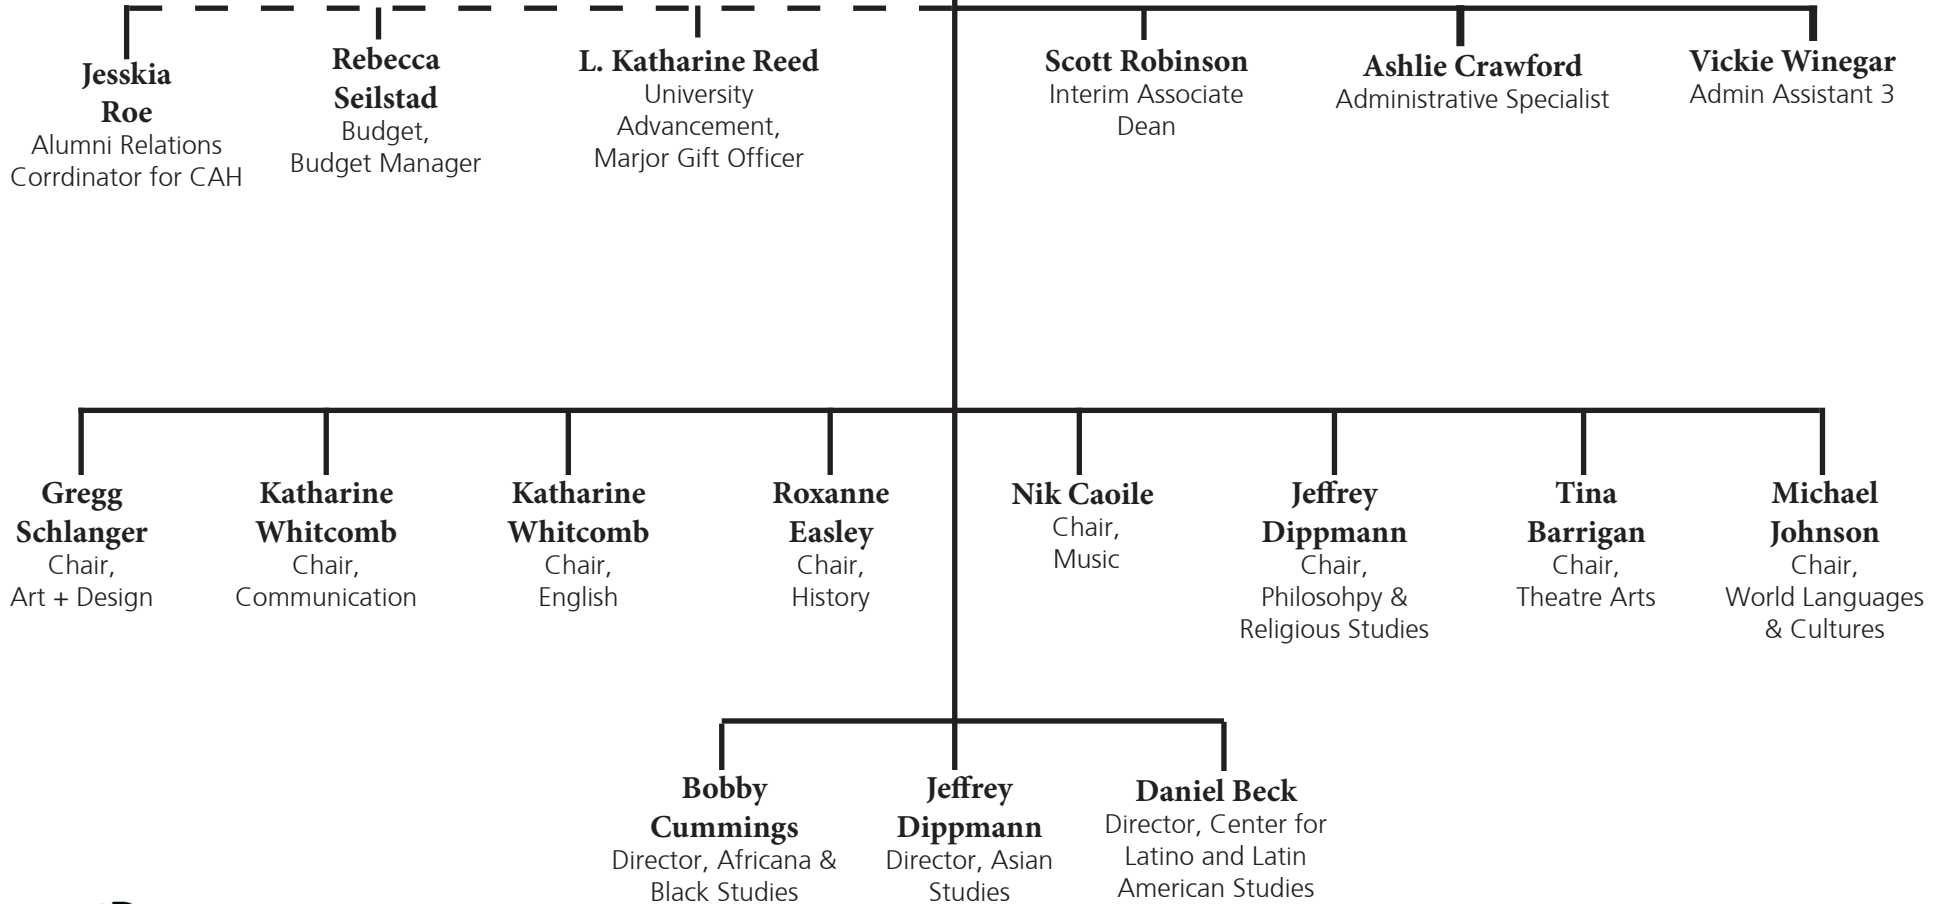 Jesskia
Roe
Alumni Relations
Corrdinator for CAH
Rebecca
Seilstad
Budget,
Budget Manager
L. Katharine Reed
University
Advancement,
Marjor Gift Officer
Scott Robinson
Interim Associate
Dean
Ashlie Crawford
Administrative Specialist
Vickie Winegar
Admin Assistant 3
Gregg
Schlanger
Chair,
Art + Design
Katharine
Whitcomb
Chair,
Communication
Katharine
Whitcomb
Chair,
English
Roxanne
Easley
Chair,
History
Nik Caoile
Chair,
Music
Jeffrey
Dippmann
Chair,
Philosohpy &
Religious Studies
Tina
Barrigan
Chair,
Theatre Arts
Michael
Johnson
Chair,
World Languages
& Cultures
Bobby
Cummings
Director, Africana &
Black Studies
Jeffrey
Dippmann
Director, Asian
Studies
Daniel Beck
Director, Center for
Latino and Latin
American Studies